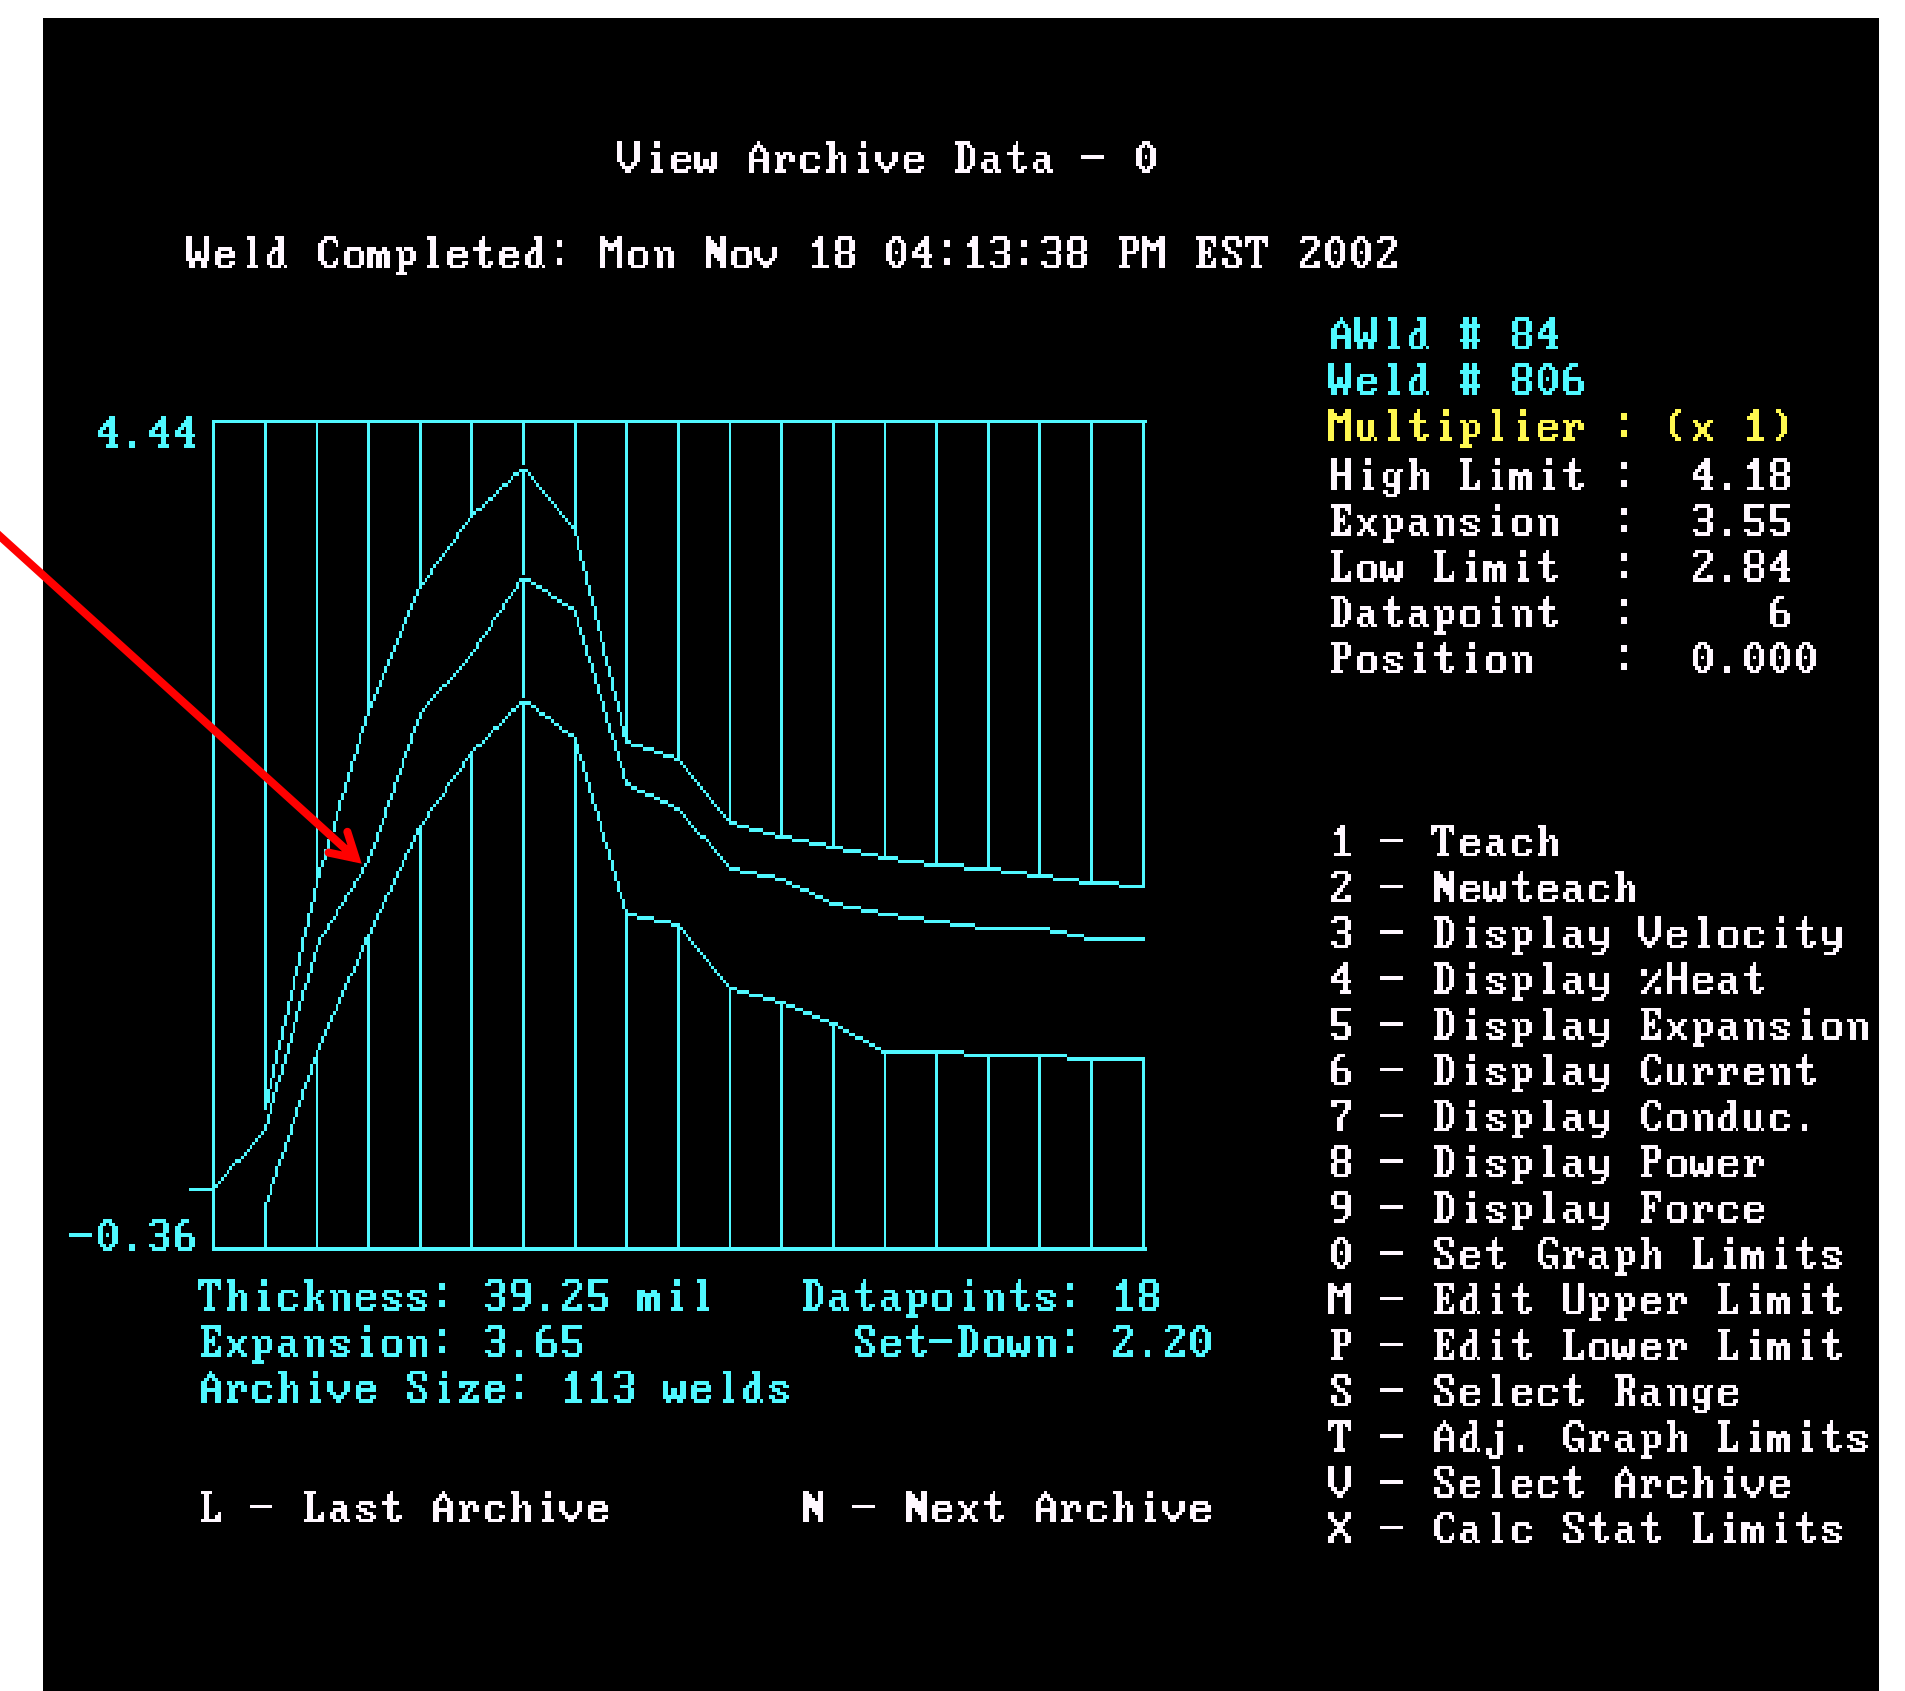 View Archive Data - 0
Weld Completed: Mon Nov 18 04:13:38 PM EST 2002
AWld # 84
Weld # 806
Multiplier : (x 1)
High Limit : 4.18
Expansion : 3.55
Low Limit : 2.84
Datapoint : 6
Position : 0.000
4.44
-0.36
Thickness: 39.25 mil Datapoints: 18
Expansion: 3.65 Set-Down: 2.20
Archive Size: 113 welds
L - Last Archive N - Next Archive
1 - Teach
2 - Newteach
3 - Display Velocity
4 - Display %Heat
5 - Display Expansion
6 - Display Current
7 - Display Conduc.
8 - Display Power
9 - Display Force
0 - Set Graph Limits
M - Edit Upper Limit
P - Edit Lower Limit
S - Select Range
T - Adj. Graph Limits
V - Select Archive
X - Calc Stat Limits